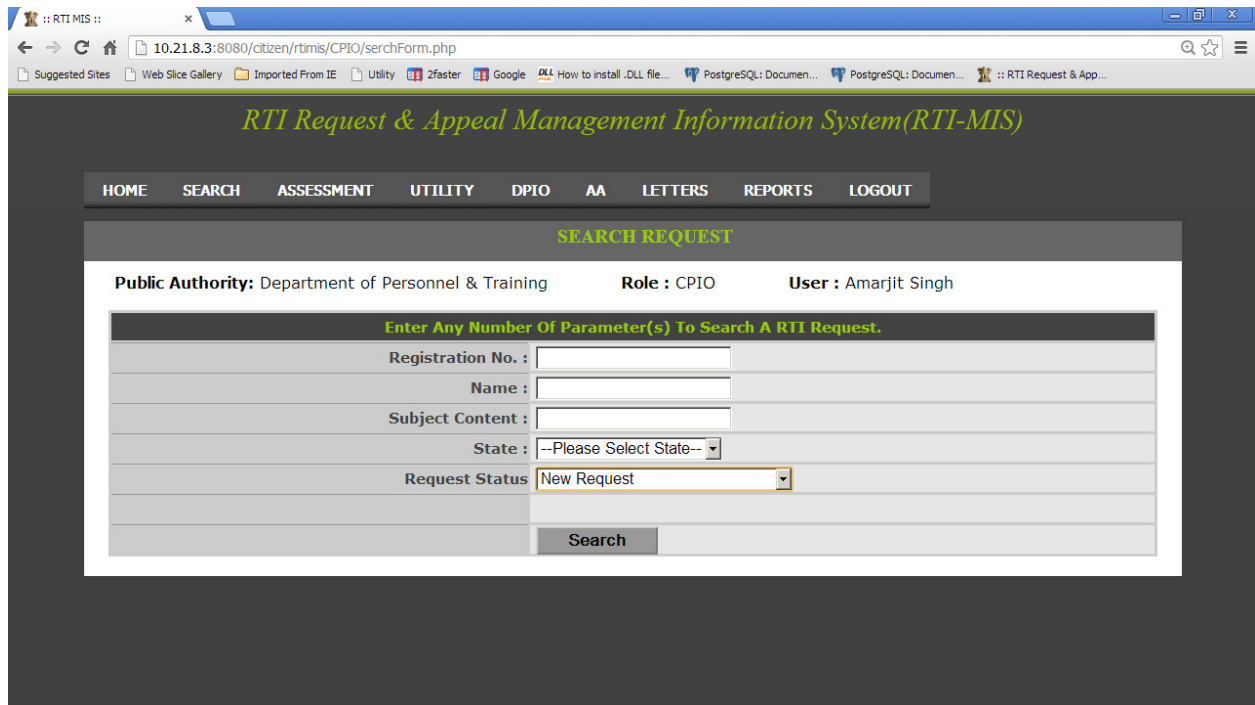 :: RTI MIS ::
10.21.8.3:8080/citizen/rtimis/CPIO/serchForm.php
Suggested Sites Web Slice Gallery Imported From IE Utility 2faster Google DLL How to install .DLL file... PostgreSQL: Documen... PostgreSQL: Documen... :: RTI Request & App...
RTI Request & Appeal Management Information System(RTI-MIS)
HOME SEARCH ASSESSMENT UTILITY DPIO AA LETTERS REPORTS LOGOUT
SEARCH REQUEST
Public Authority: Department of Personnel & Training Role : CPIO User : Amarjit Singh
Enter Any Number Of Parameter(s) To Search A RTI Request.
Registration No. :
Name :
Subject Content :
State : --Please Select State--
Request Status New Request
Search